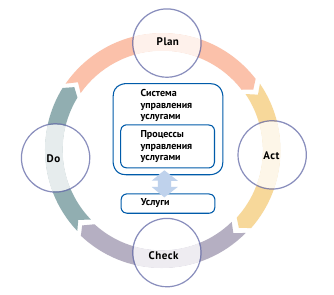 Plan
Система
управления
услугами
Процессы
управления
услугами
Do
Act
Услуги
Check